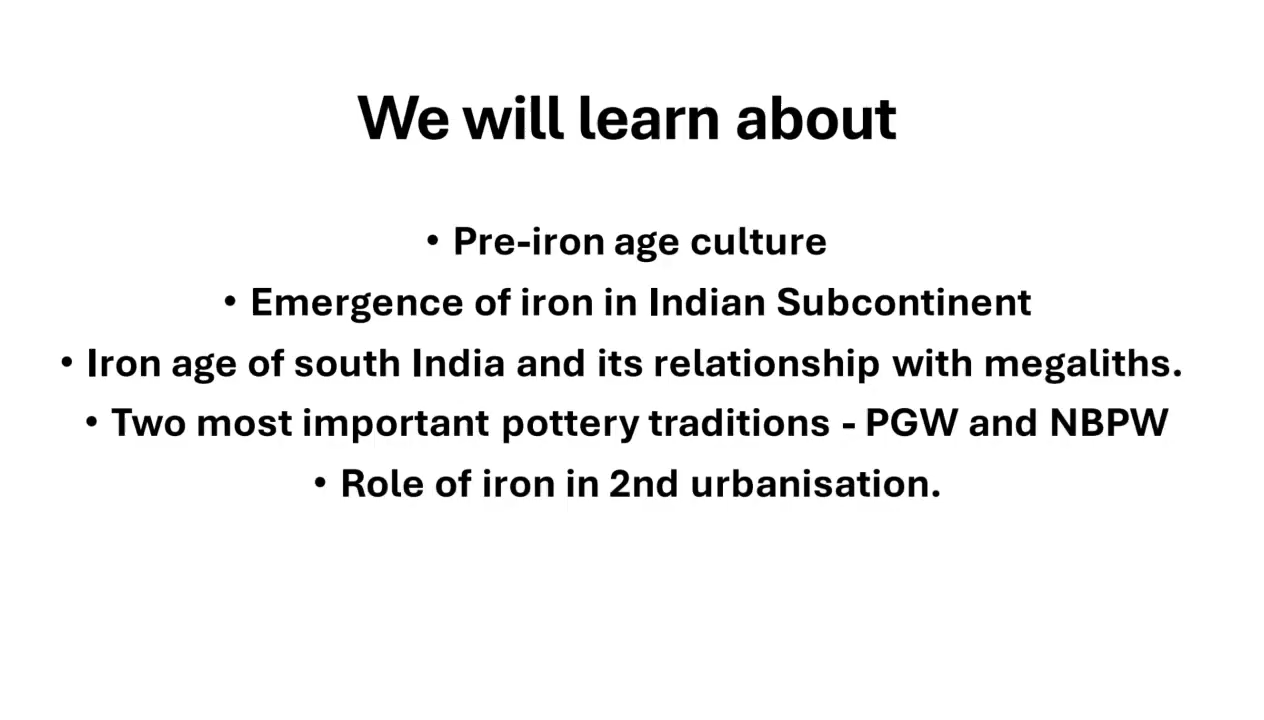 We will learn about
• Pre-iron age culture
• Emergence of iron in Indian Subcontinent
• Iron age of south India and its relationship with megaliths.
• Two most important pottery traditions - PGW and NBPW
• Role of iron in 2nd urbanisation.